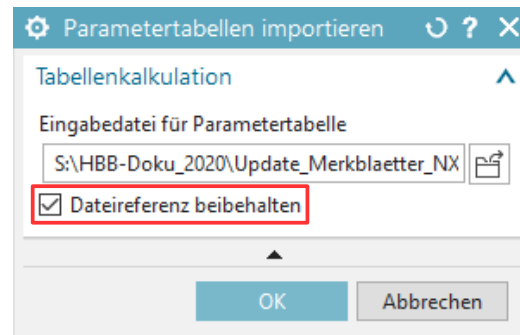 Parametertabellen importieren
Tabellenkalkulation
Eingabedatei für Parametertabelle
S:\HBB-Doku_2020\Update_Merkblaetter_NX
Dateireferenz beibehalten
OK Abbrechen